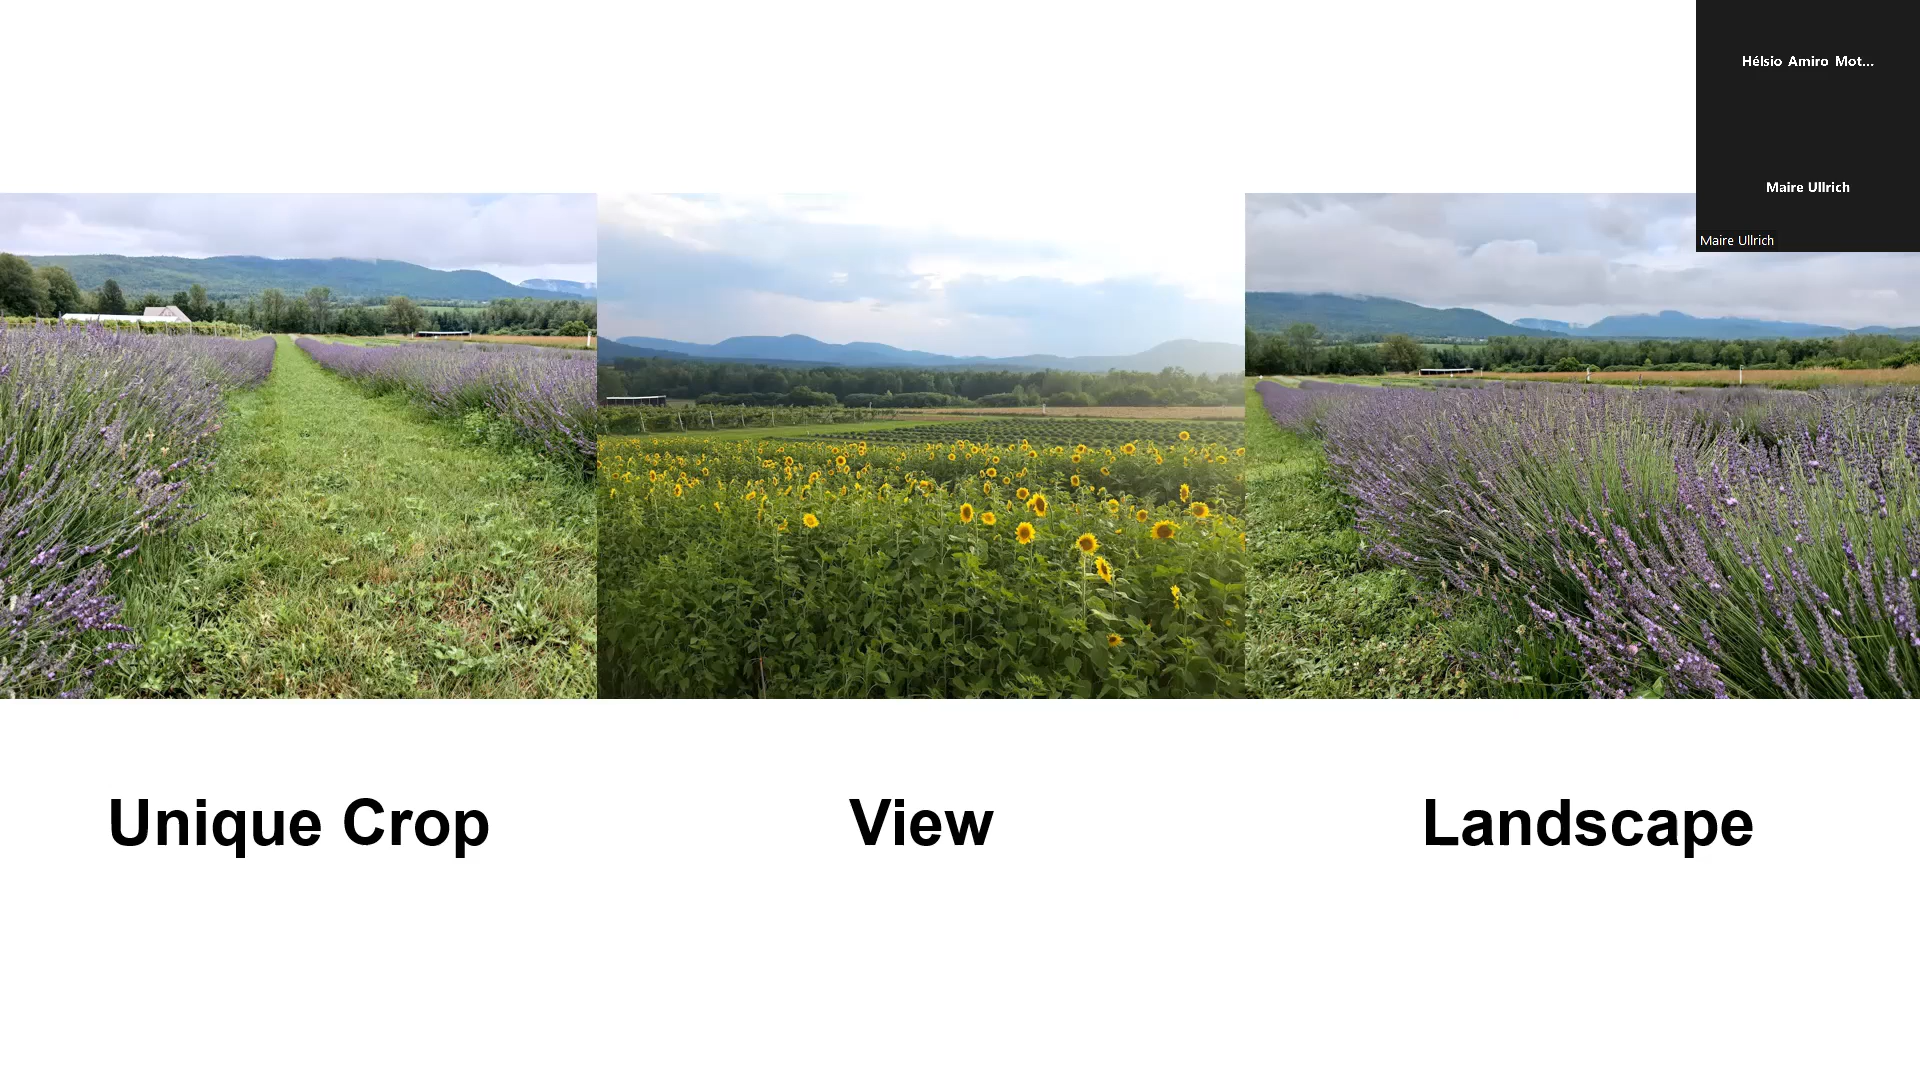 Hélsio Amiro Mot...
Maire Ullrich
Maire Ullrich
Unique Crop
View
Landscape